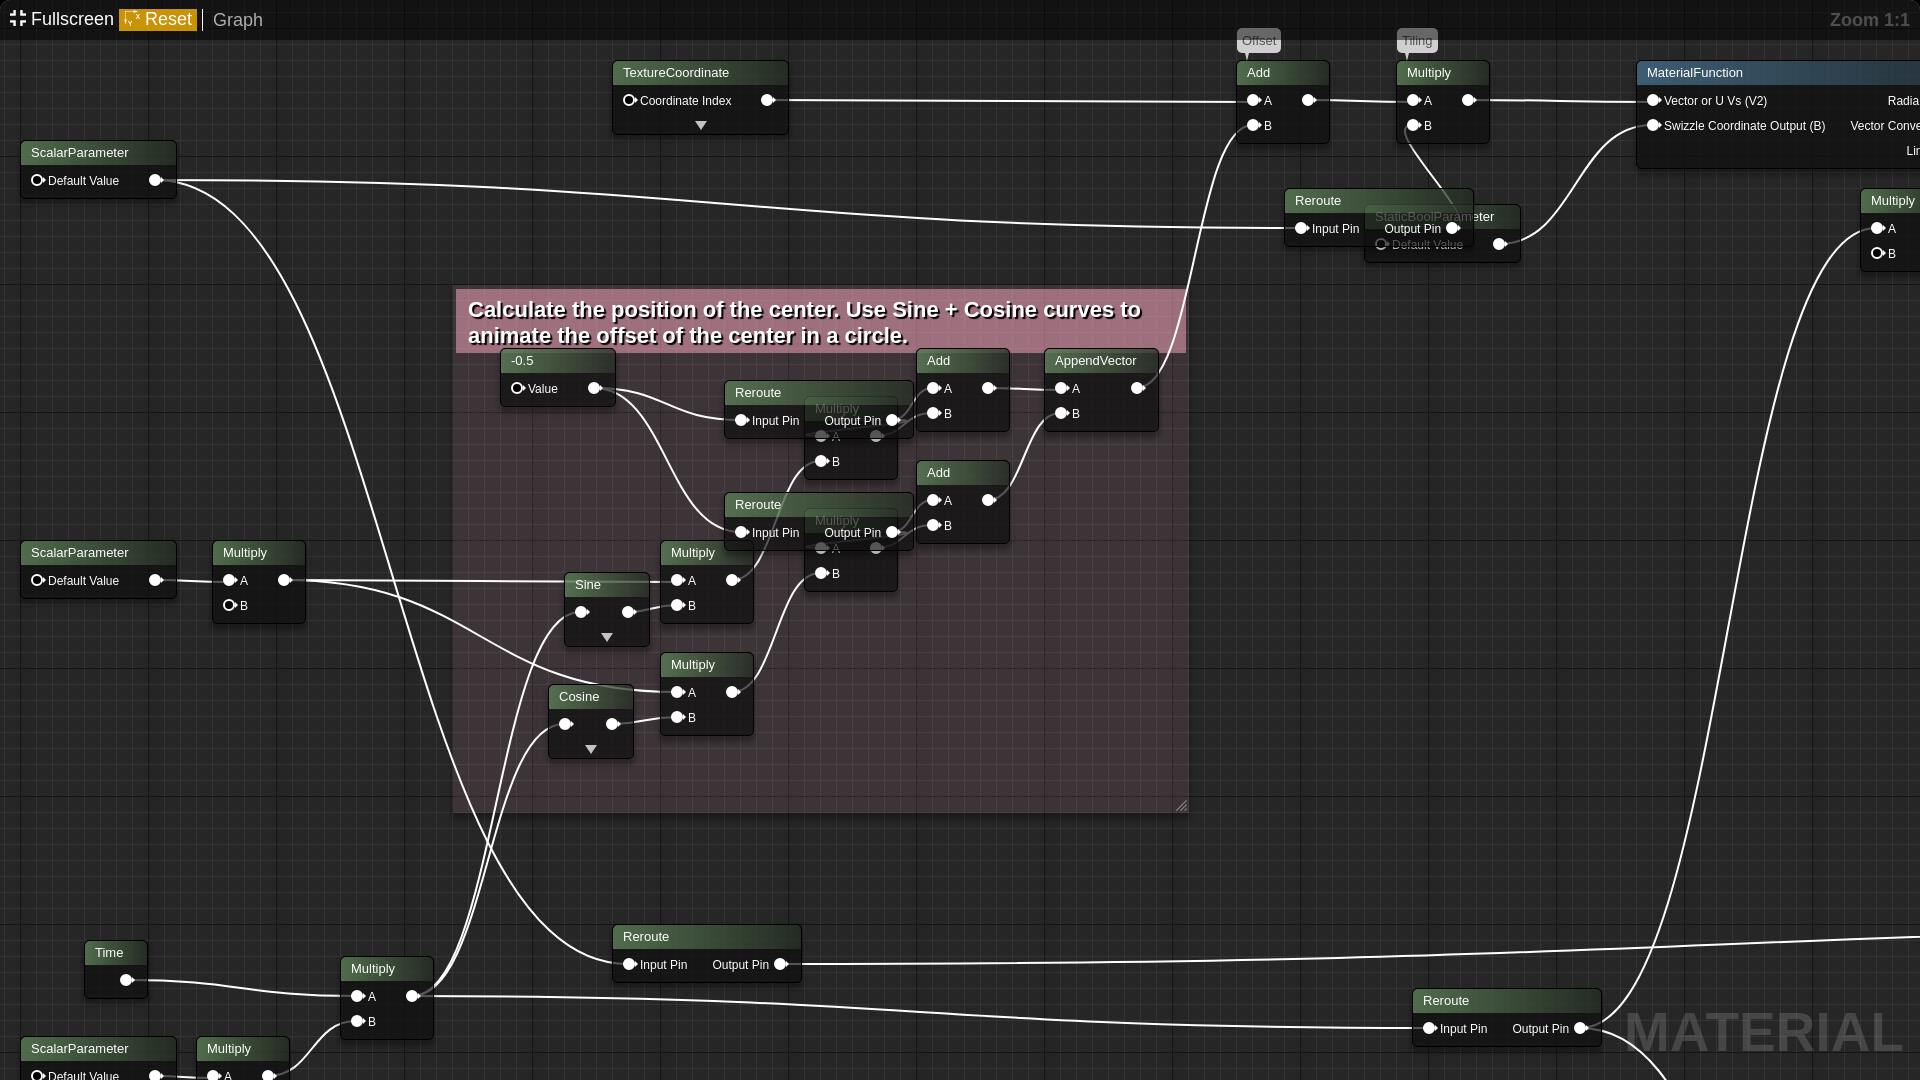 Fullscreen Reset Graph
Zoom 1:1
Offset
Tiling
TextureCoordinate
Coordinate Index
Add
A
B
Multiply
A
B
MaterialFunction
Vector or U Vs (V2)
Radia
Swizzle Coordinate Output (B)
Vector Conve
Lin
ScalarParameter
Default Value
Reroute
Input Pin
Output Pin
StaticBoolParameter
Default Value
Multiply
A
B
Calculate the position of the center. Use Sine + Cosine curves to
animate the offset of the center in a circle.
-0.5
Value
Reroute
Input Pin
Output Pin
Multiply
A
B
Add
A
B
AppendVector
A
B
Reroute
Input Pin
Output Pin
Multiply
A
B
Add
A
B
ScalarParameter
Default Value
Multiply
A
B
Sine
Multiply
A
B
Cosine
Multiply
A
B
Time
Multiply
A
B
Reroute
Input Pin
Output Pin
Reroute
Input Pin
Output Pin
MATERIAL
ScalarParameter
Default Value
Multiply
A